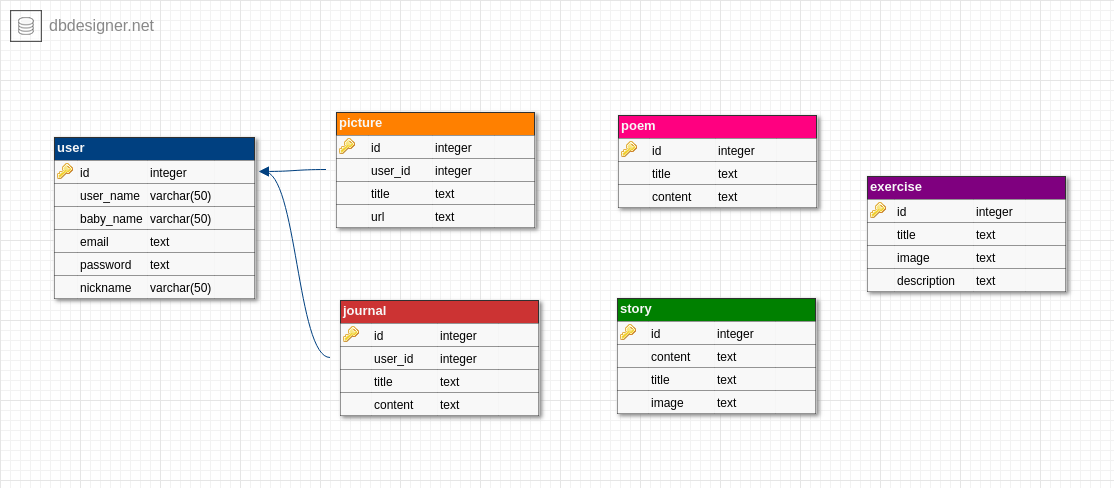 dbdesigner.net
user
id integer
user_name varchar(50)
baby_name varchar(50)
email text
password text
nickname varchar(50)
picture
id integer
user_id integer
title text
url text
journal
id integer
user_id integer
title text
content text
poem
id integer
title text
content text
story
id integer
content text
title text
image text
exercise
id integer
title text
image text
description text